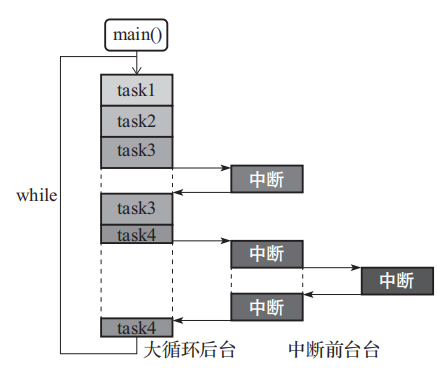 main()
task1
task2
task3
中断
while
task3
task4
中断
中断
中断
task4
大循环后台
中断前台台